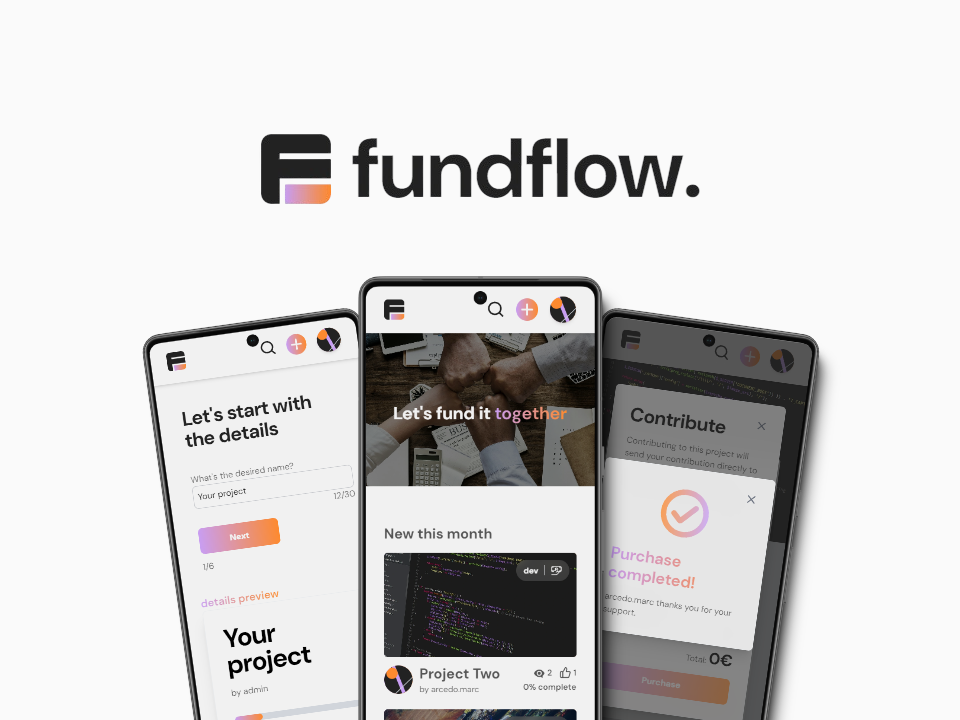 fundflow.
Let's start with
the details
What's the desired name?
Your project
12/30
Next
1/6
details preview
Your
project
by admin
Let's fund it together
New this month
dev
Project Two
by arcedo.marc
2
1
0% complete
Contribute
Contributing to this project will
send your contribution directly to
Purchase
completed!
arcedo.marc thanks you for your
support.
Total: 0€
Purchase